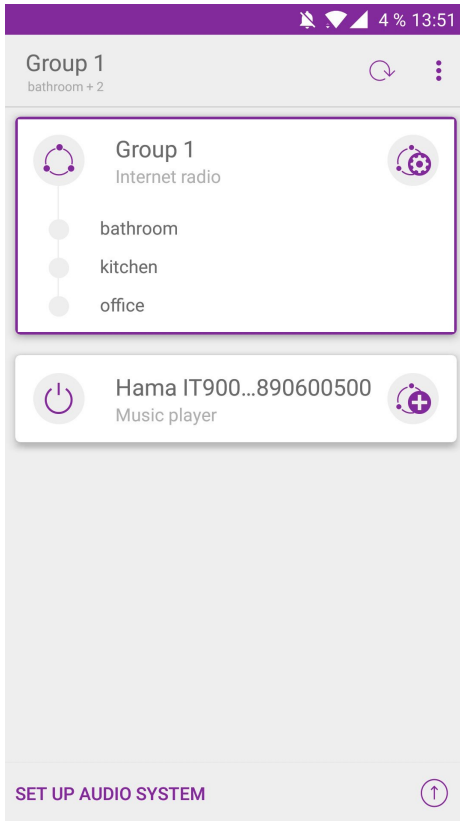 4 % 13:51
Group 1
bathroom + 2
Group 1
Internet radio
bathroom
kitchen
office
Hama IT900...890600500
Music player
SET UP AUDIO SYSTEM